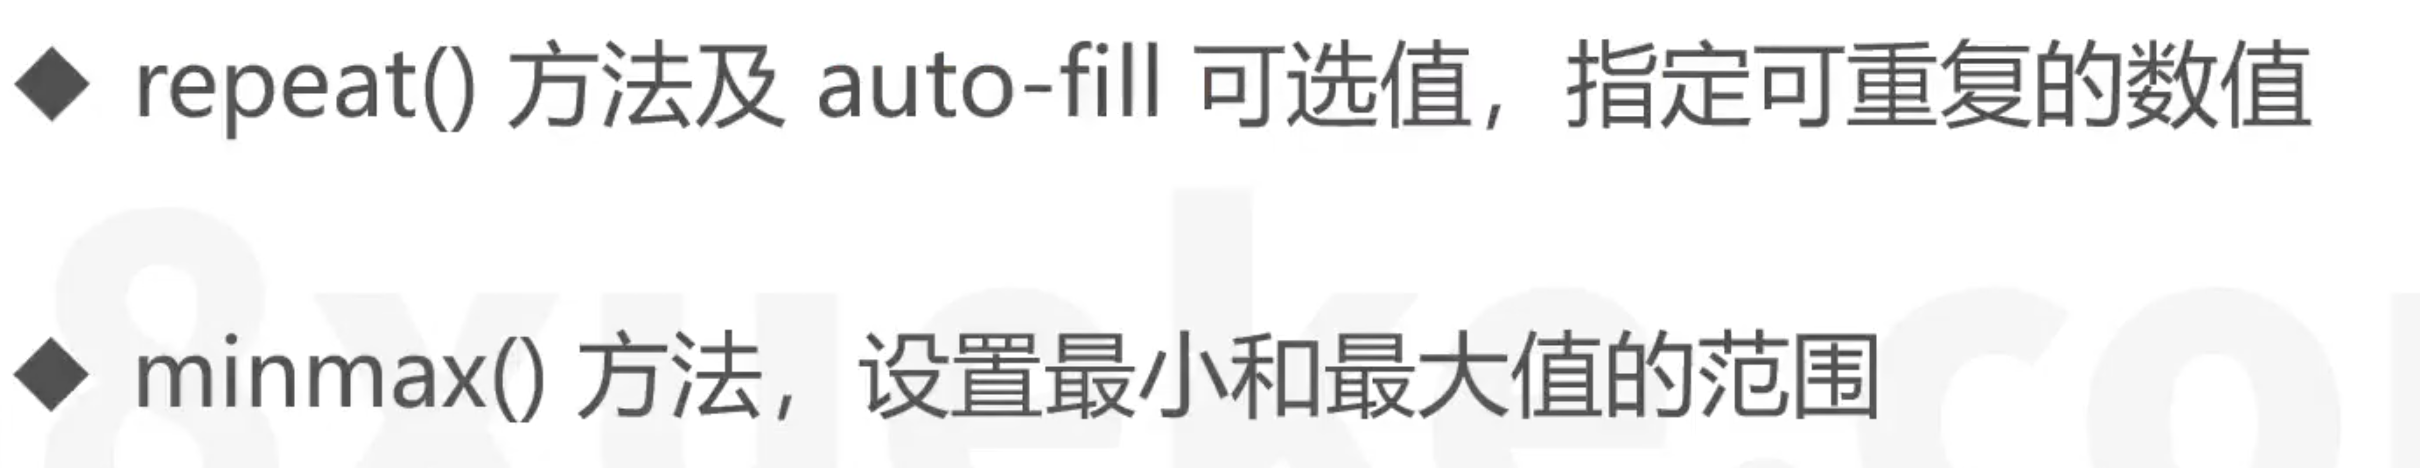 ◆ repeat() 方法及 auto-fill 可选值，指定可重复的数值
◆ minmax() 方法，设置最小和最大值的范围